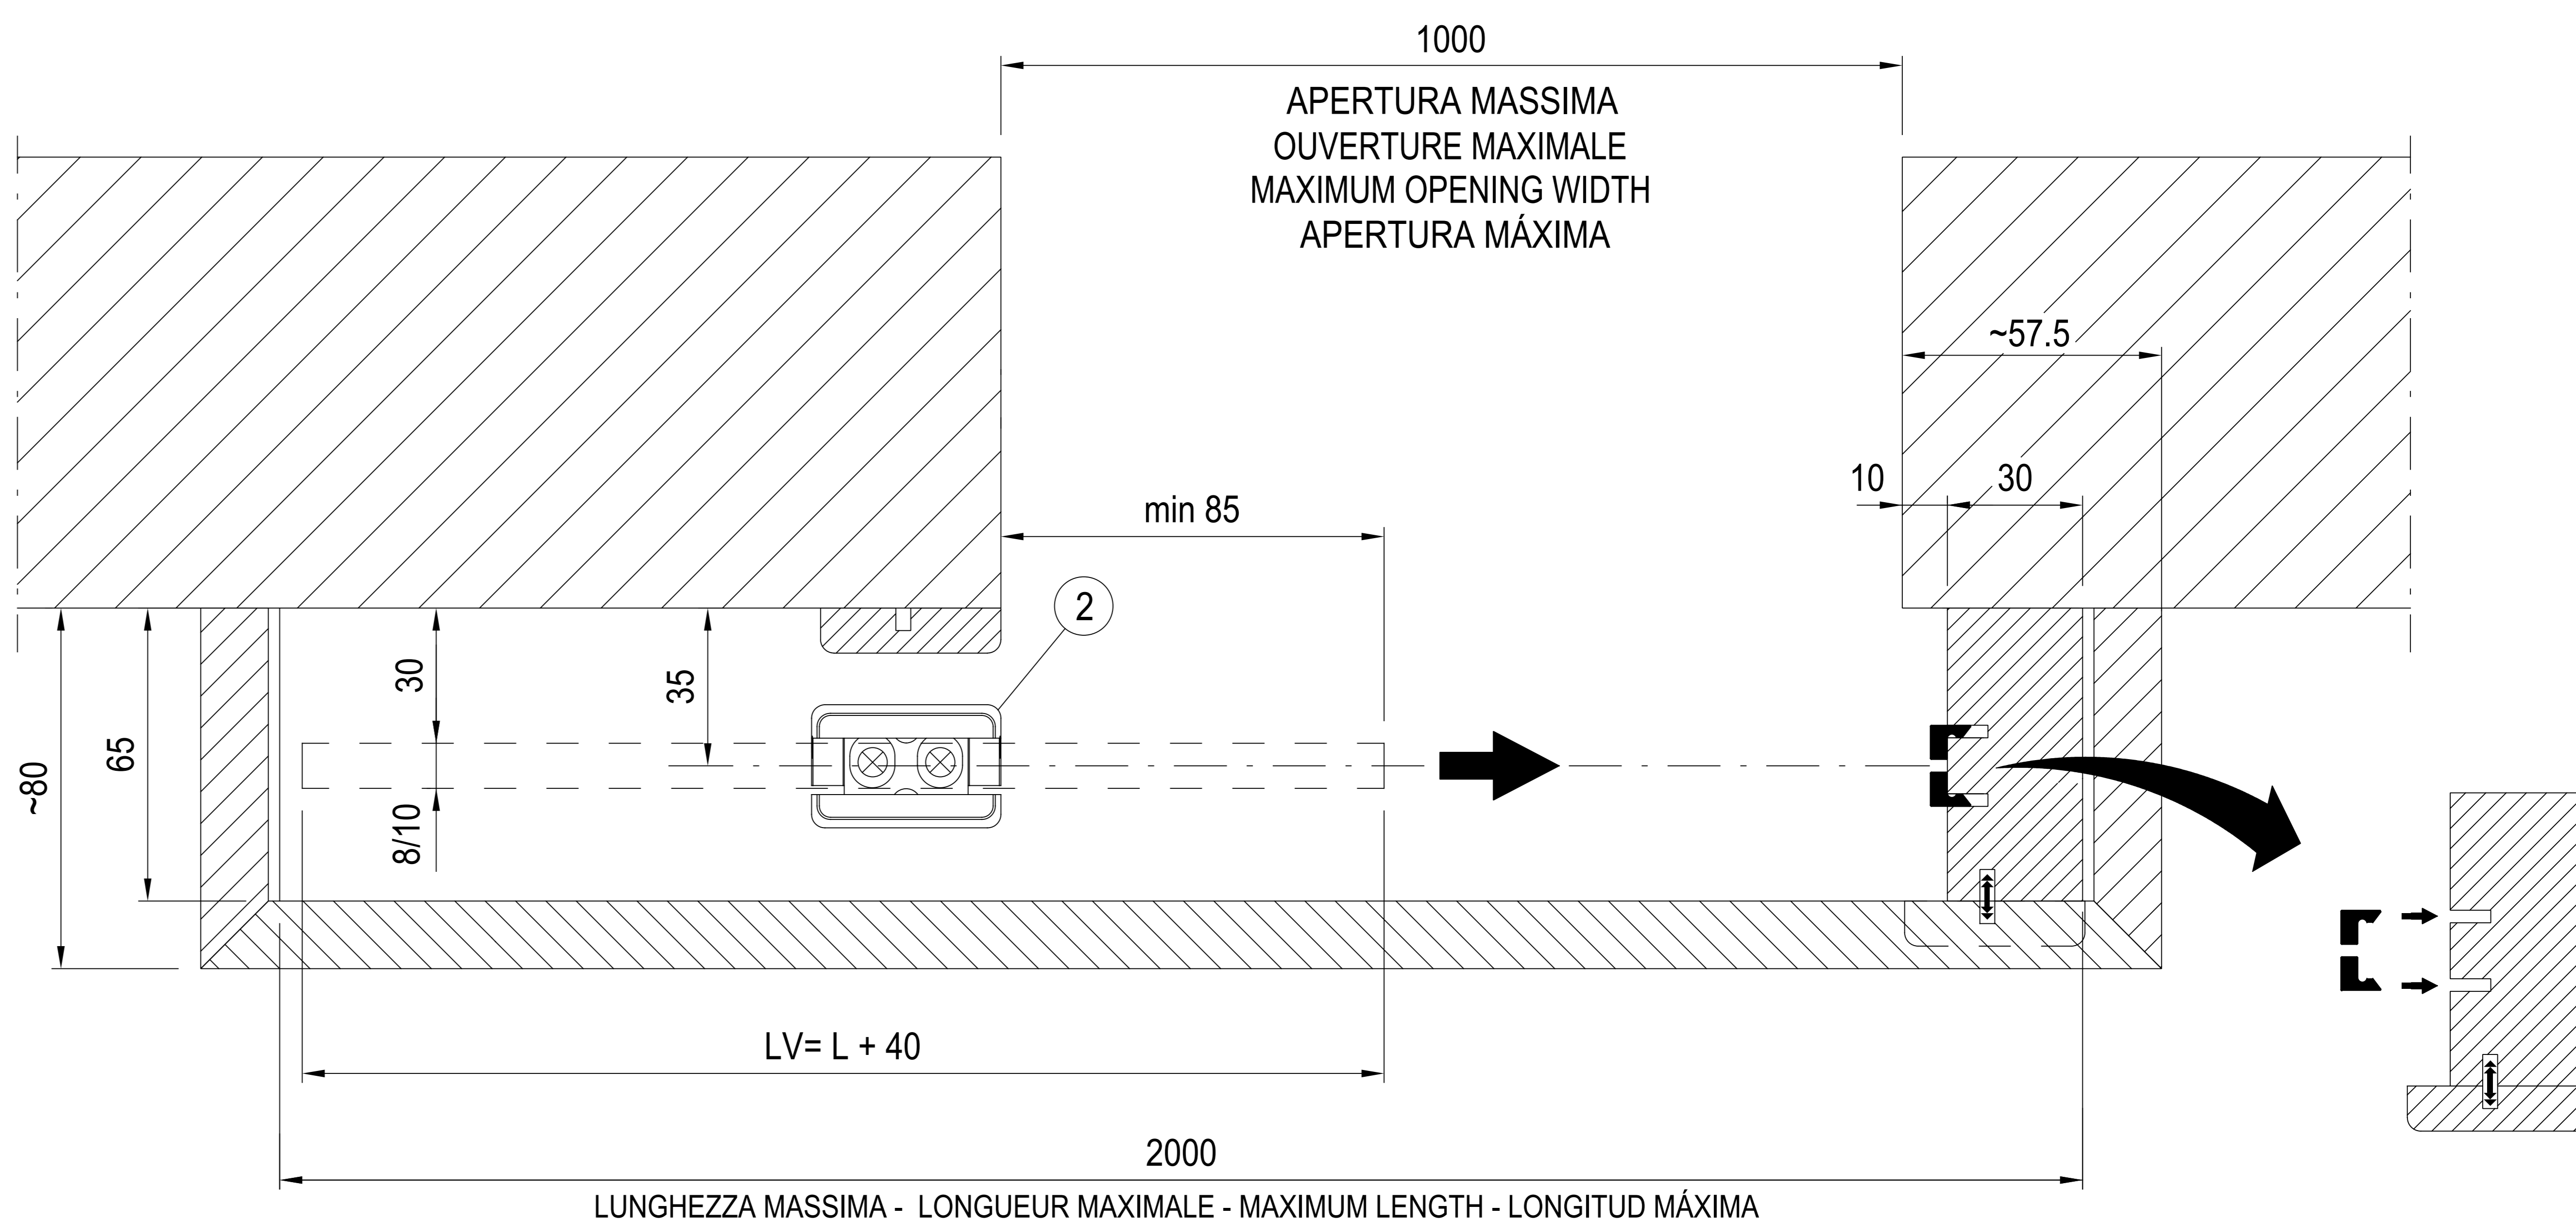 1000
APERTURA MASSIMA
OUVERTURE MAXIMALE
MAXIMUM OPENING WIDTH
APERTURA MÁXIMA
~57.5
10
30
min 85
2
30
35
65
~80
8/10
LV= L + 40
2000
LUNGHEZZA MASSIMA - LONGUEUR MAXIMALE - MAXIMUM LENGTH - LONGITUD MÁXIMA